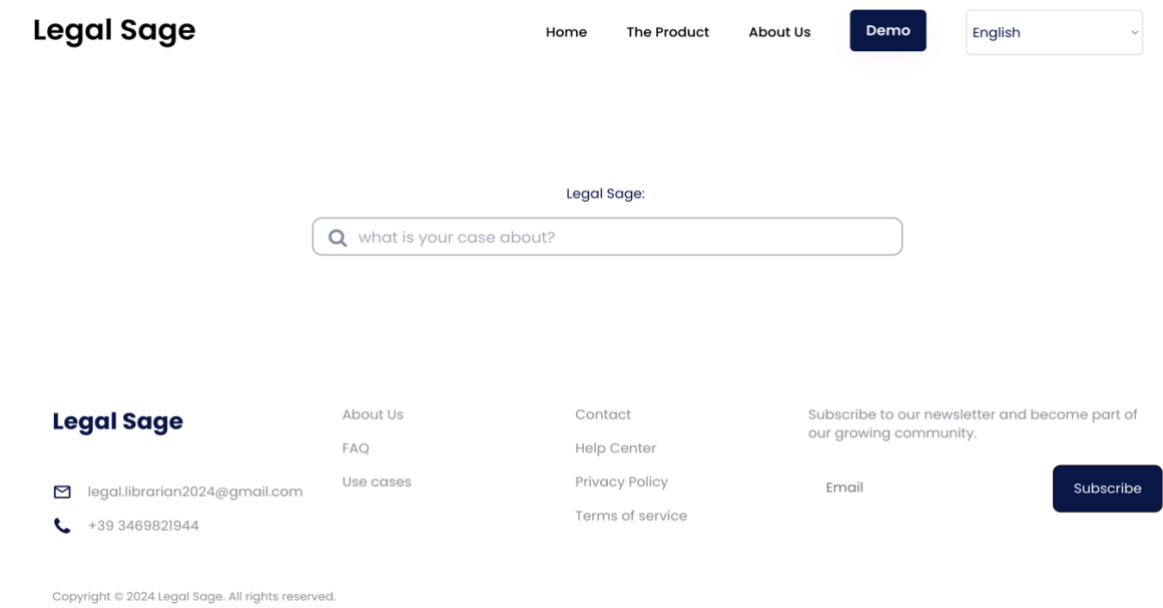 Legal Sage
Home
The Product
About Us
Demo
English
Legal Sage:
what is your case about?
Legal Sage
legal.librarian2024@gmail.com
+39 3469821944
About Us
FAQ
Use cases
Contact
Help Center
Privacy Policy
Terms of service
Subscribe to our newsletter and become part of
our growing community.
Email
Subscribe
Copyright © 2024 Legal Sage. All rights reserved.